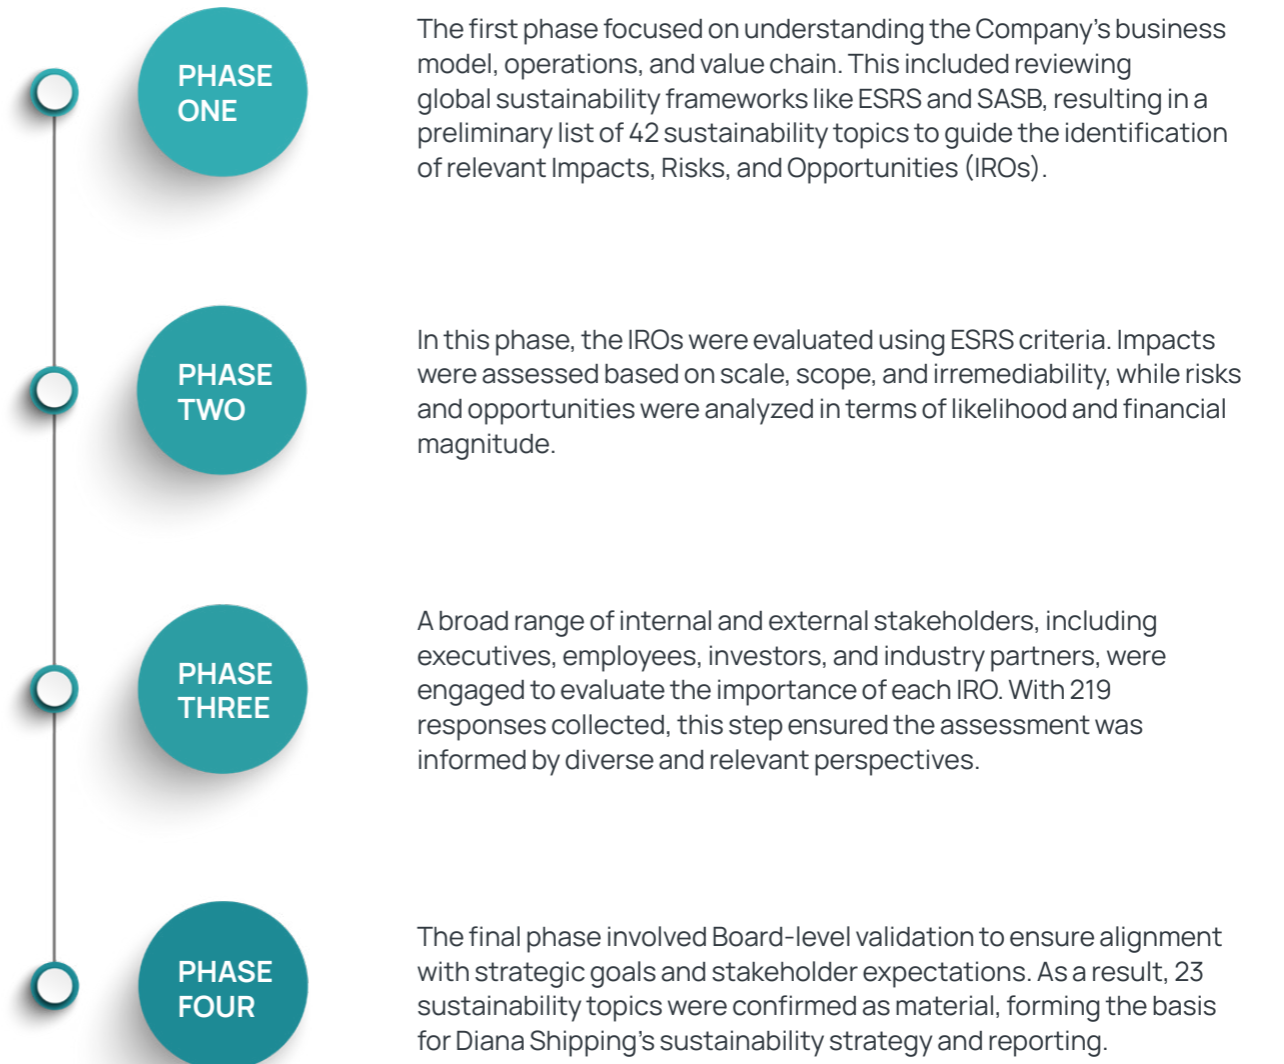 PHASE
ONE
The first phase focused on understanding the Company's business
model, operations, and value chain. This included reviewing
global sustainability frameworks like ESRS and SASB, resulting in a
preliminary list of 42 sustainability topics to guide the identification
of relevant Impacts, Risks, and Opportunities (IROs).
PHASE
TWO
In this phase, the IROs were evaluated using ESRS criteria. Impacts
were assessed based on scale, scope, and irremediability, while risks
and opportunities were analyzed in terms of likelihood and financial
magnitude.
PHASE
THREE
A broad range of internal and external stakeholders, including
executives, employees, investors, and industry partners, were
engaged to evaluate the importance of each IRO. With 219
responses collected, this step ensured the assessment was
informed by diverse and relevant perspectives.
PHASE
FOUR
The final phase involved Board-level validation to ensure alignment
with strategic goals and stakeholder expectations. As a result, 23
sustainability topics were confirmed as material, forming the basis
for Diana Shipping's sustainability strategy and reporting.